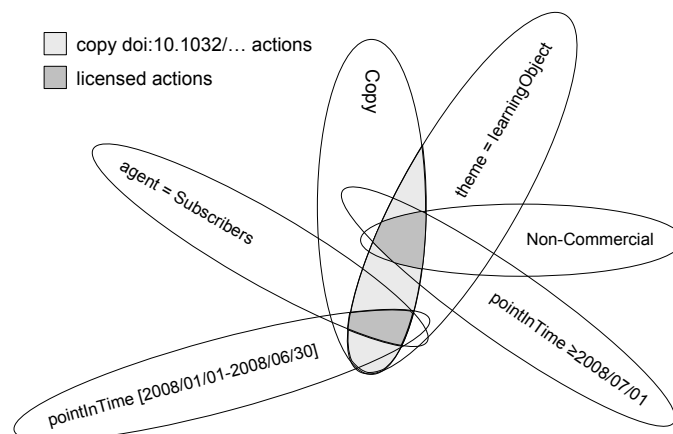 copy doi:10.1032/… actions
licensed actions
Copy
theme = learningObject
agent = Subscribers
Non-Commercial
pointInTime ≥2008/07/01
pointInTime [2008/01/01-2008/06/30]